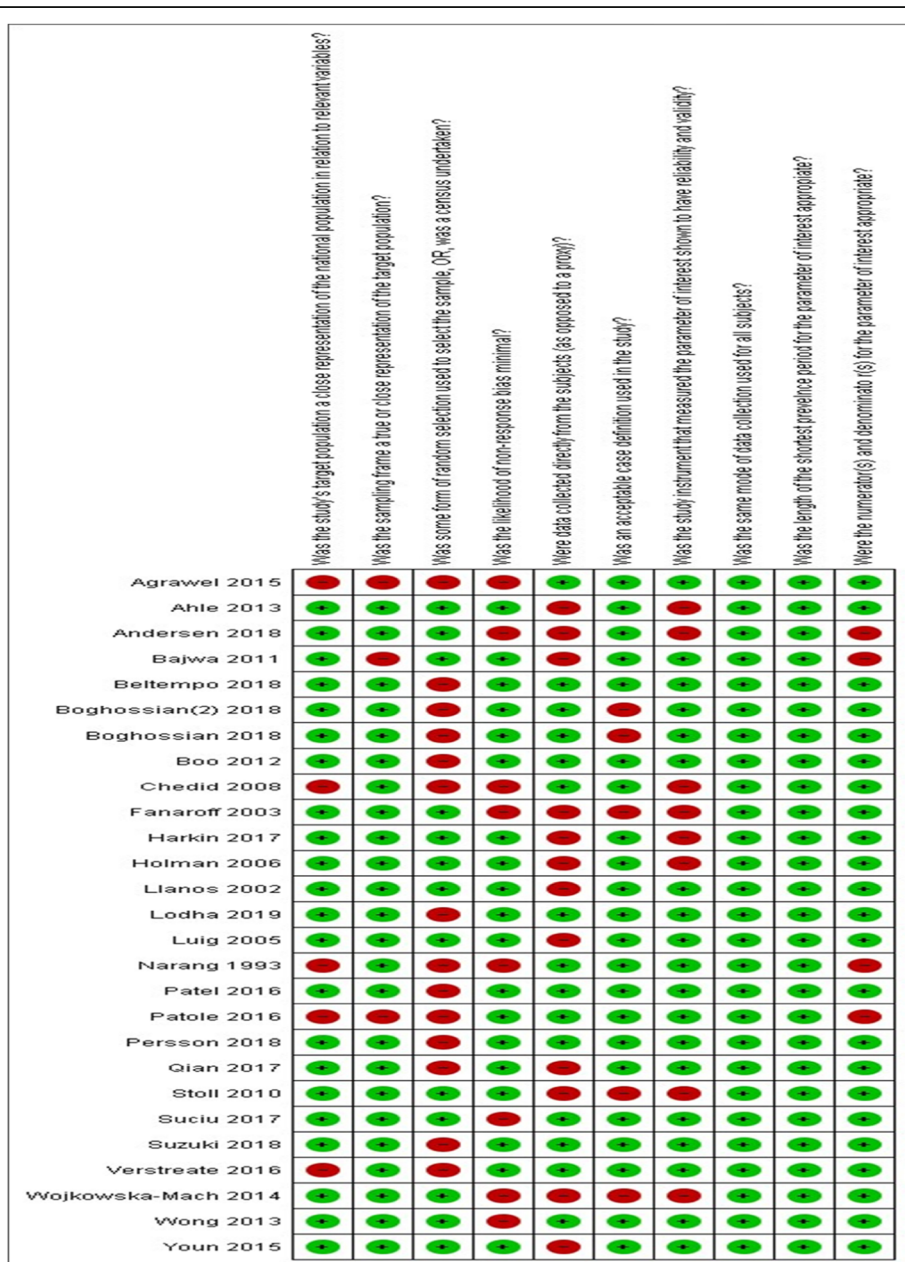 Was the study's target population a close representation of the national population in relation to relevant variables?
Was the sampling frame a true or close representation of the target population?
Was some form of random selection used to select the sample, OR, was a census undertaken?
Was the likelihood of non-response bias minimal?
Were data collected directly from the subjects (as opposed to a proxy)?
Was an acceptable case definition used in the study?
Was the study instrument that measured the parameter of interest shown to have reliability and validity?
Was the same mode of data collection used for all subjects?
Was the length of the shortest prevelnce period for the parameter of interest appropiate?
Were the numerator(s) and denominato r(s) for the parameter of interest appropriate?
Agrawel 2015
Ahle 2013
Andersen 2018
Bajwa 2011
Beltempo 2018
Boghossian(2) 2018
Boghossian 2018
Boo 2012
Chedid 2008
Fanaroff 2003
Harkin 2017
Holman 2006
Llanos 2002
Lodha 2019
Luig 2005
Narang 1993
Patel 2016
Patole 2016
Persson 2018
Qian 2017
Stoll 2010
Suciu 2017
Suzuki 2018
Verstreate 2016
Wojkowska-Mach 2014
Wong 2013
Youn 2015